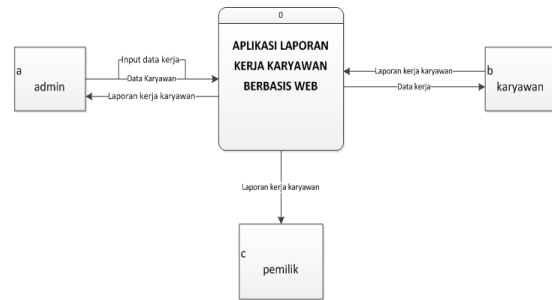 0
APLIKASI LAPORAN
KERJA KARYAWAN
BERBASIS WEB
a
admin
Input data kerja
Data Karyawan
Laporan kerja karyawan
Laporan kerja karyawan
Data kerja
b
karyawan
Laporan kerja karyawan
c
pemilik